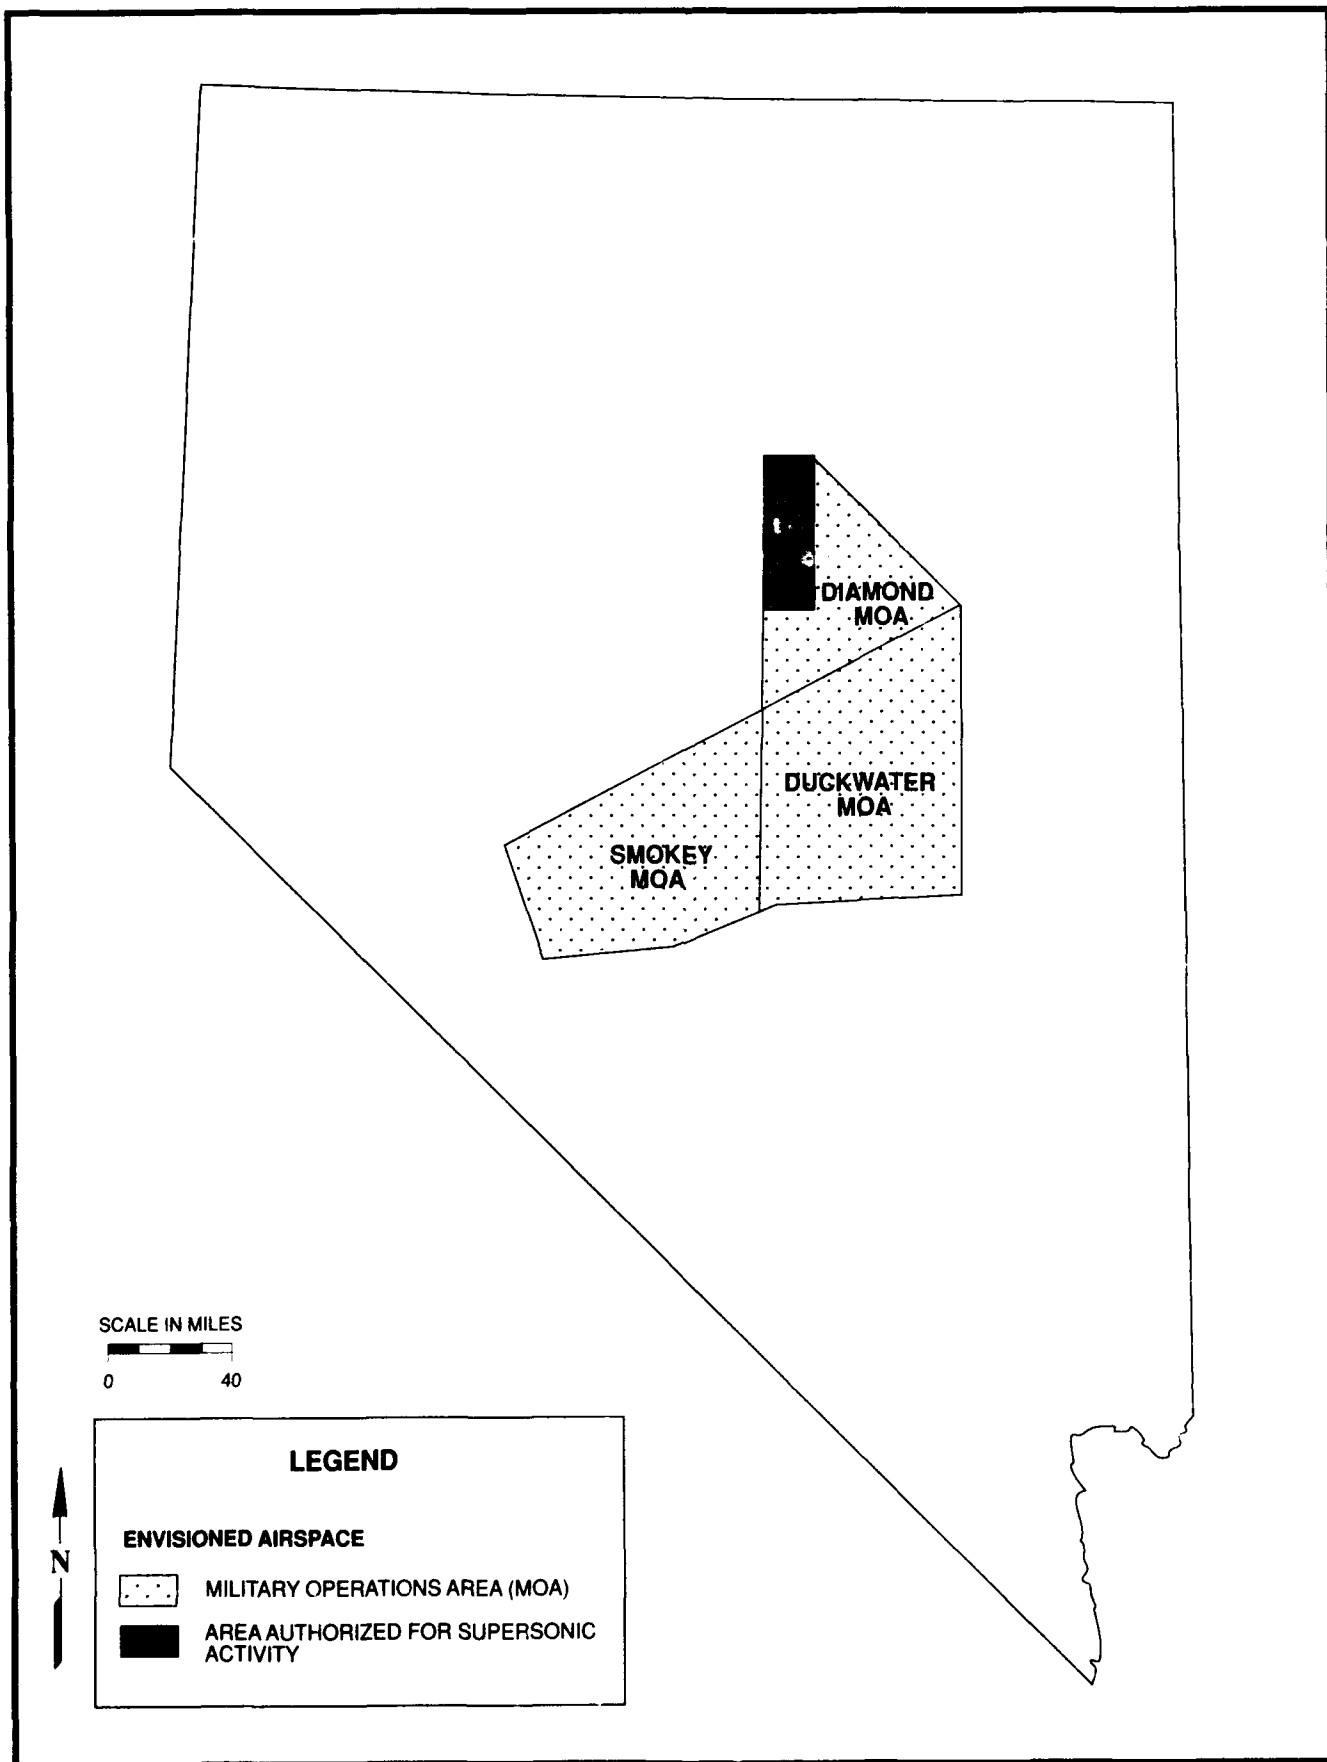 DIAMOND
MOA
DUCKWATER
MOA
SMOKEY
MOA
SCALE IN MILES
0 40
LEGEND
ENVISIONED AIRSPACE
MILITARY OPERATIONS AREA (MOA)
AREA AUTHORIZED FOR SUPERSONIC
ACTIVITY
N